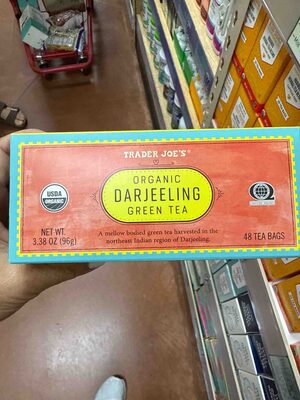 TRADER JOE'S®
ORGANIC
DARJEELING
GREEN TEA
USDA
ORGANIC
NET WT.
3.38 OZ (96g)
A mellow bodied green tea harvested in the
northeast Indian region of Darjeeling.
48 TEA BAGS